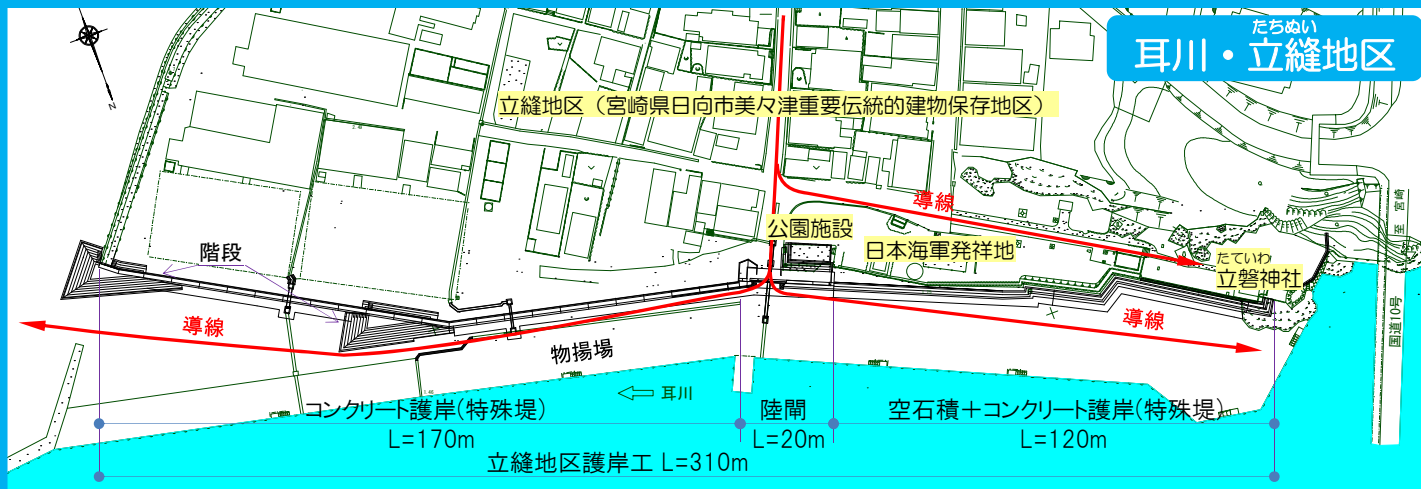 たちぬい
耳川・立縫地区
N
立縫地区（宮崎県日向市美々津重要伝統的建物保存地区）
導線
公園施設
日本海軍発祥地
たていわ
立磐神社
至 宮崎
国道10号
階段
導線
導線
物揚場
耳川
コンクリート護岸(特殊堤)
L=170m
陸閘
L=20m
空石積＋コンクリート護岸(特殊堤)
L=120m
立縫地区護岸工 L=310m